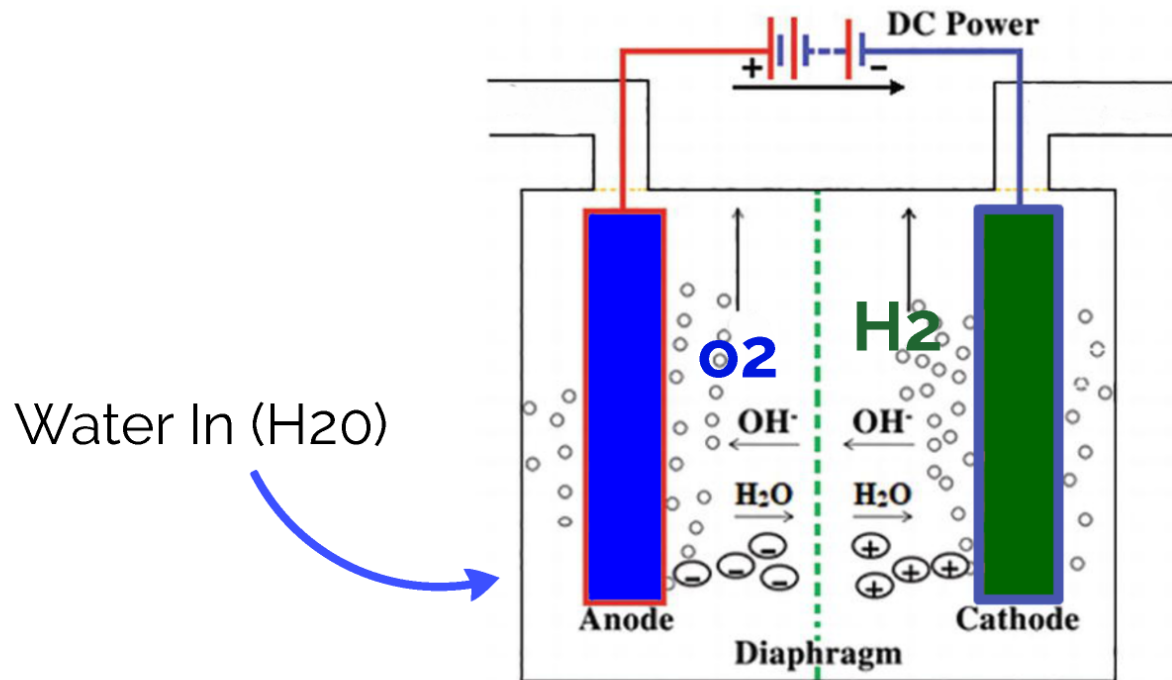 DC Power
+ -
O2
H2
OH-
OH-
Water In (H20)
H₂O
H₂O
- - - -
+ + + +
Anode
Cathode
Diaphragm